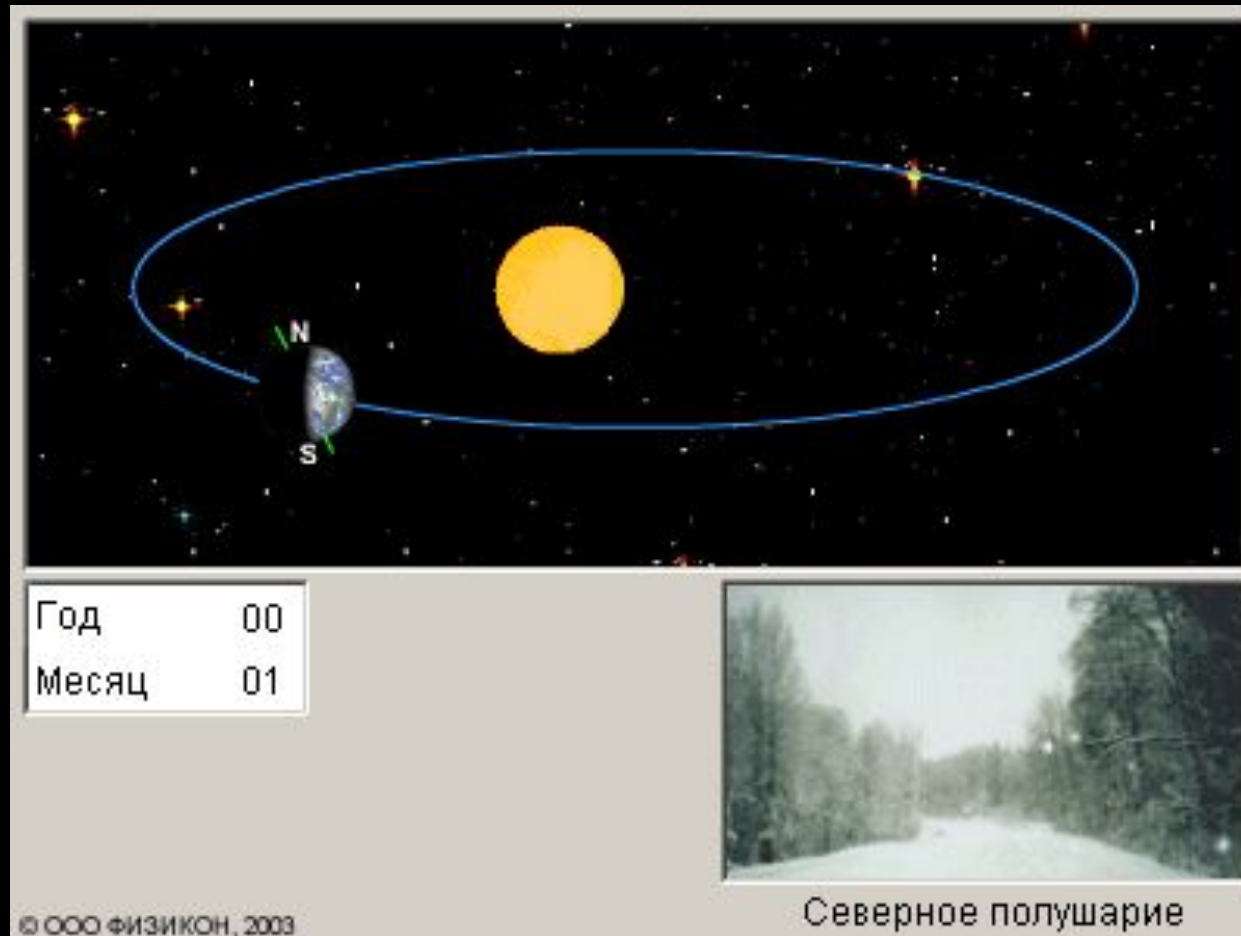 N
S
Год 00
Месяц 01
Северное полушарие
© ООО ФИЗИКОН, 2003